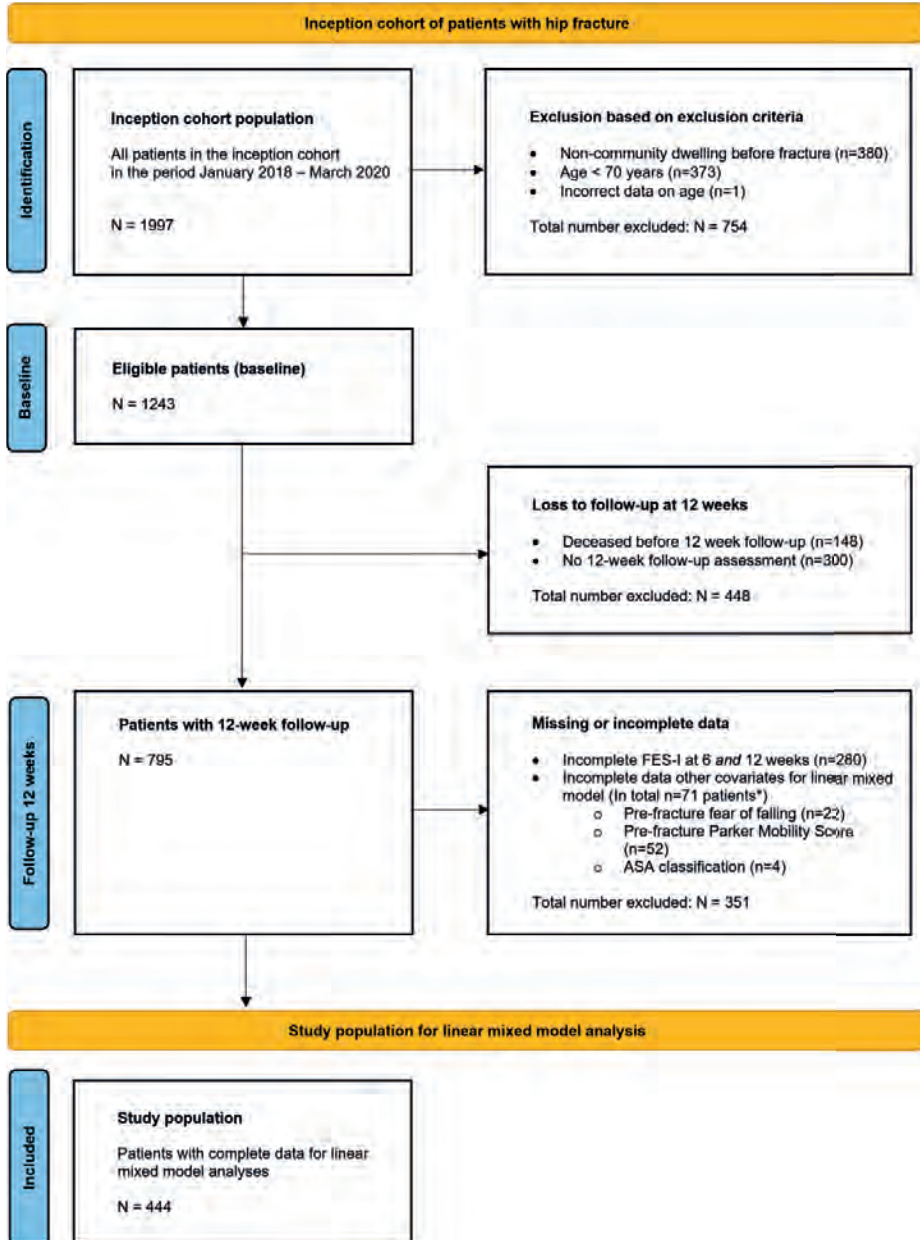 Inception cohort of patients with hip fracture
Identification
Inception cohort population
All patients in the inception cohort
in the period January 2018 – March 2020
N = 1997
Exclusion based on exclusion criteria
• Non-community dwelling before fracture (n=380)
• Age < 70 years (n=373)
• Incorrect data on age (n=1)
Total number excluded: N = 754
Baseline
Eligible patients (baseline)
N = 1243
Loss to follow-up at 12 weeks
• Deceased before 12 week follow-up (n=148)
• No 12-week follow-up assessment (n=300)
Total number excluded: N = 448
Follow-up 12 weeks
Patients with 12-week follow-up
N = 795
Missing or incomplete data
• Incomplete FES-I at 6 and 12 weeks (n=280)
• Incomplete data other covariates for linear mixed
model (In total n=71 patients*)
o Pre-fracture fear of falling (n=22)
o Pre-fracture Parker Mobility Score
(n=52)
o ASA classification (n=4)
Total number excluded: N = 351
Study population for linear mixed model analysis
Included
Study population
Patients with complete data for linear
mixed model analyses
N = 444